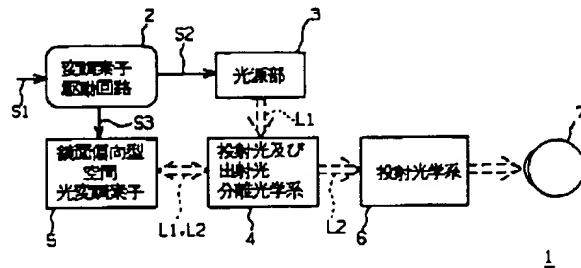 2
S2
3
変調素子
駆動回路
光源部
S1
S3
L1
7
鏡面偏向型
空間
光変調素子
投射光及び
出射光
分離光学系
投射光学系
L1,L2
L2
5
4
6
1